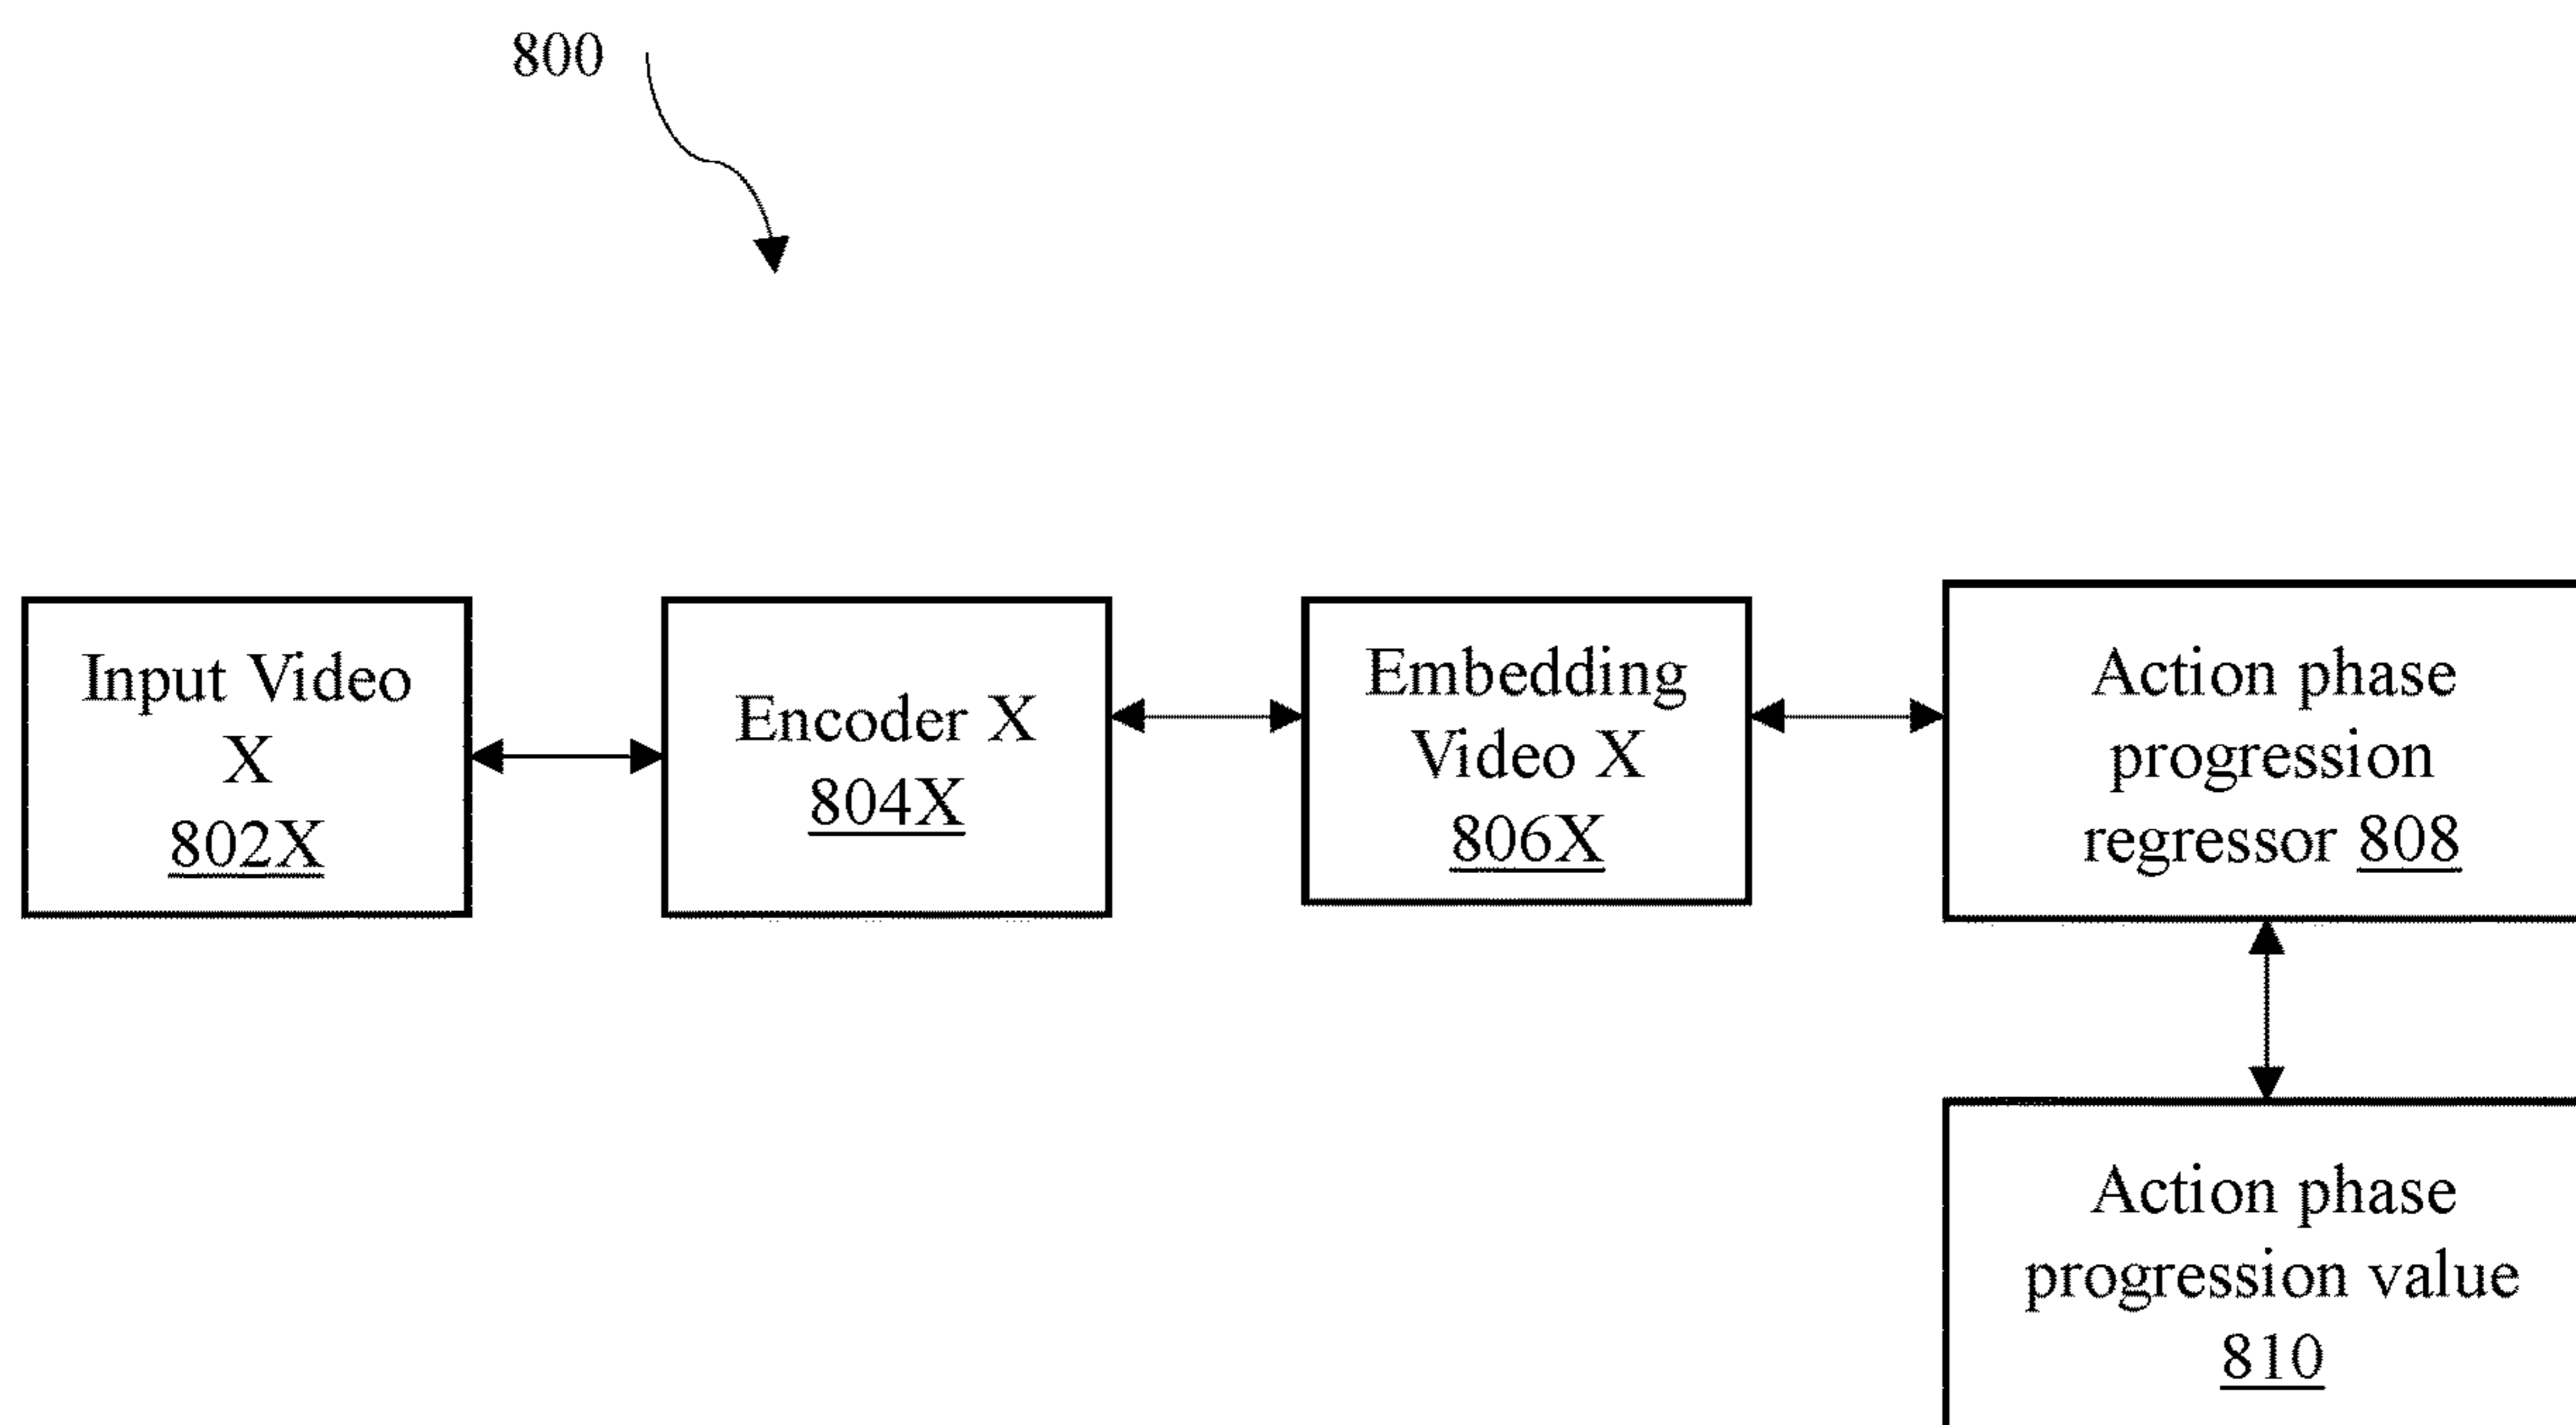 800
Input Video
X
802X
Encoder X
804X
Embedding
Video X
806X
Action phase
progression
regressor 808
Action phase
progression value
810